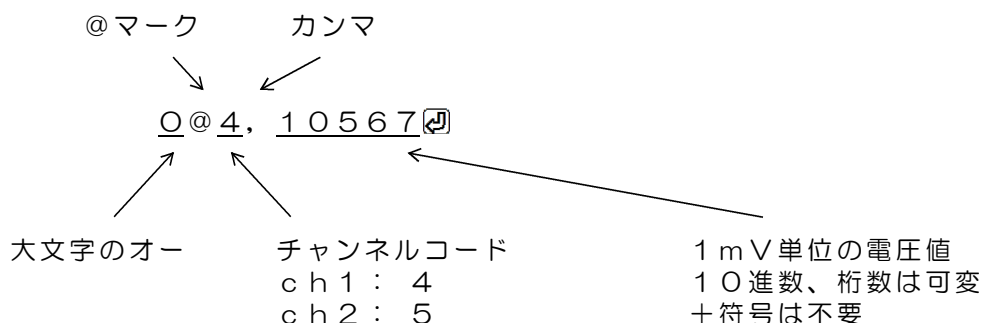 @マーク　カンマ
O@4,　10567⏎
大文字のオー　チャンネルコード　1mV単位の電圧値
ch1:　4　10進数、桁数は可変
ch2:　5　+符号は不要